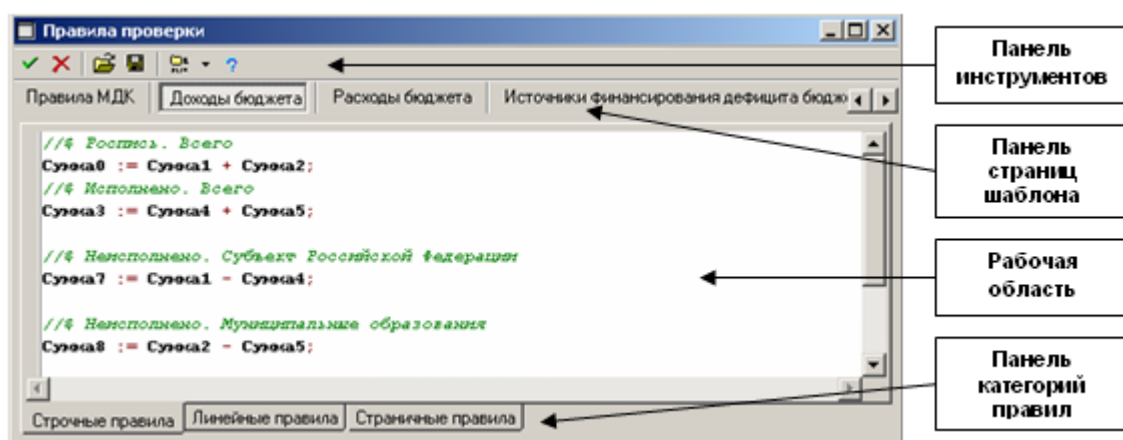 Правила проверки
Панель
инструментов
Правила МДК Доходы бюджета Расходы бюджета Источники финансирования дефицита бюдж
//& Роспись. Всего
Сумма0 := Сумма1 + Сумма2;
//& Исполнено. Всего
Сумма3 := Сумма4 + Сумма5;
//& Неисполнено. Субъект Российской Федерации
Сумма7 := Сумма1 - Сумма4;
//& Неисполнено. Муниципальные образования
Сумма8 := Сумма2 - Сумма5;
Панель
страниц
шаблона
Рабочая
область
Панель
категорий
правил
Строчные правила Линейные правила Страничные правила